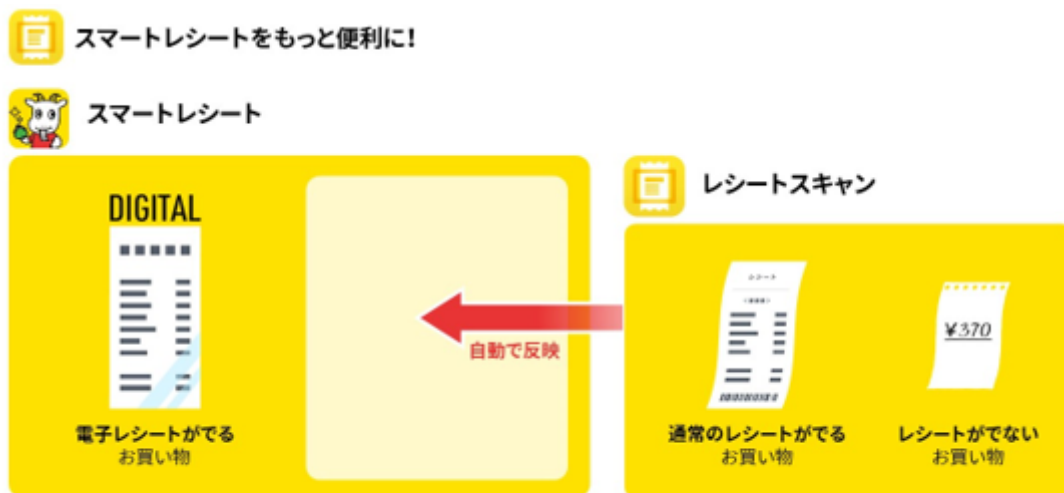 スマートレシートをもっと便利に!
スマートレシート
DIGITAL
電子レシートがでる
お買い物
自動で反映
レシートスキャン
レシート
通常のレシートがでる
お買い物
¥370
レシートがでない
お買い物